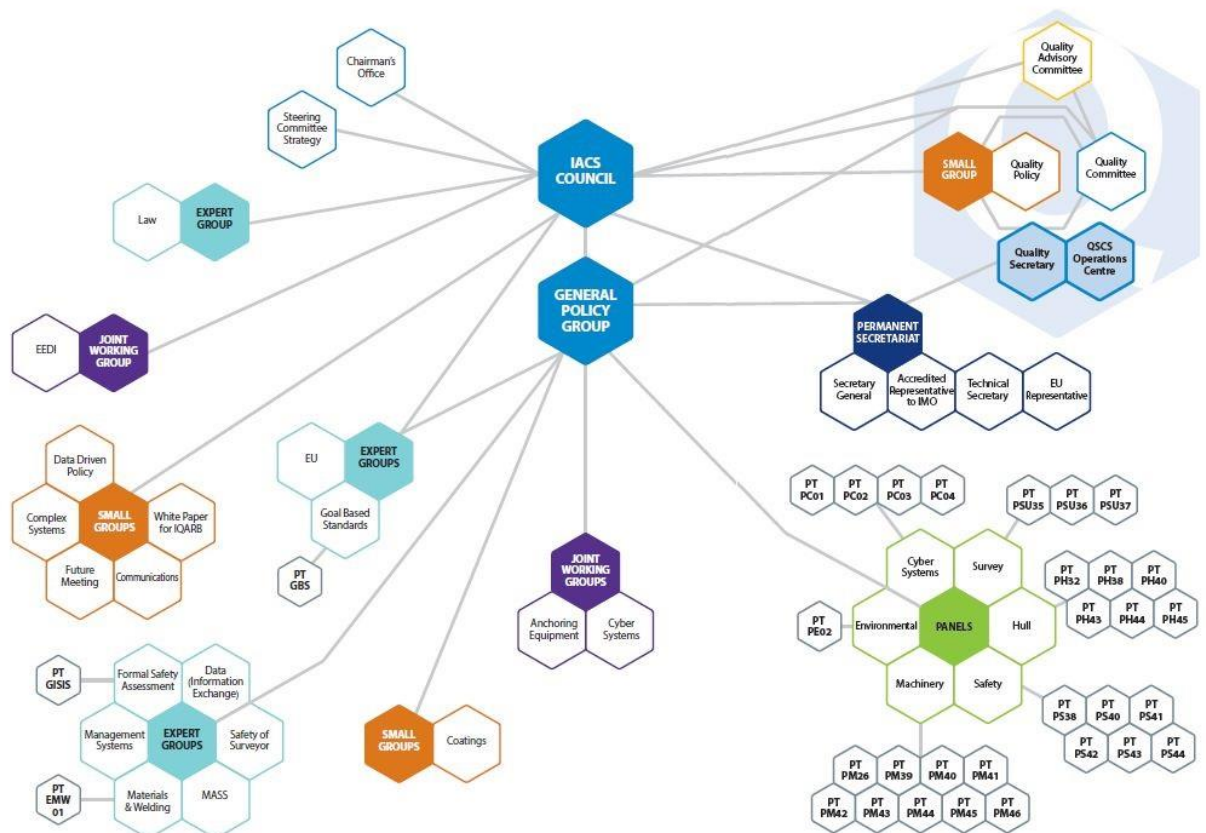 Chairman's
Office
Steering
Committee
Strategy
IACS
COUNCIL
Quality
Advisory
Committee
SMALL
GROUP
Quality
Policy
Quality
Committee
Quality
Secretary
QSCS
Operations
Centre
Law
EXPERT
GROUP
GENERAL
POLICY
GROUP
EEDI
JOINT
WORKING
GROUP
PERMANENT
SECRETARIAT
Secretary
General
Accredited
Representative
to IMO
Technical
Secretary
EU
Representative
Data Driven
Policy
Complex
Systems
SMALL
GROUPS
White Paper
for IQARB
Future
Meeting
Communications
EU
EXPERT
GROUPS
Goal Based
Standards
PT
GBS
JOINT
WORKING
GROUPS
Anchoring
Equipment
Cyber
Systems
PT
PC01
PT
PC02
PT
PC03
PT
PC04
PT
PSU35
PT
PSU36
PT
PSU37
Cyber
Systems
Survey
PT
PE02
Environmental
PANELS
Hull
Machinery
Safety
PT
PH32
PT
PH38
PT
PH40
PT
PH43
PT
PH44
PT
PH45
PT
PS38
PT
PS40
PT
PS41
PT
PS42
PT
PS43
PT
PS44
PT
PM26
PT
PM39
PT
PM40
PT
PM41
PT
PM42
PT
PM43
PT
PM44
PT
PM45
PT
PM46
PT
GISIS
Formal Safety
Assessment
Data
(Information
Exchange)
Management
Systems
EXPERT
GROUPS
Safety of
Surveyor
PT
EMW
01
Materials
& Welding
MASS
SMALL
GROUPS
Coatings